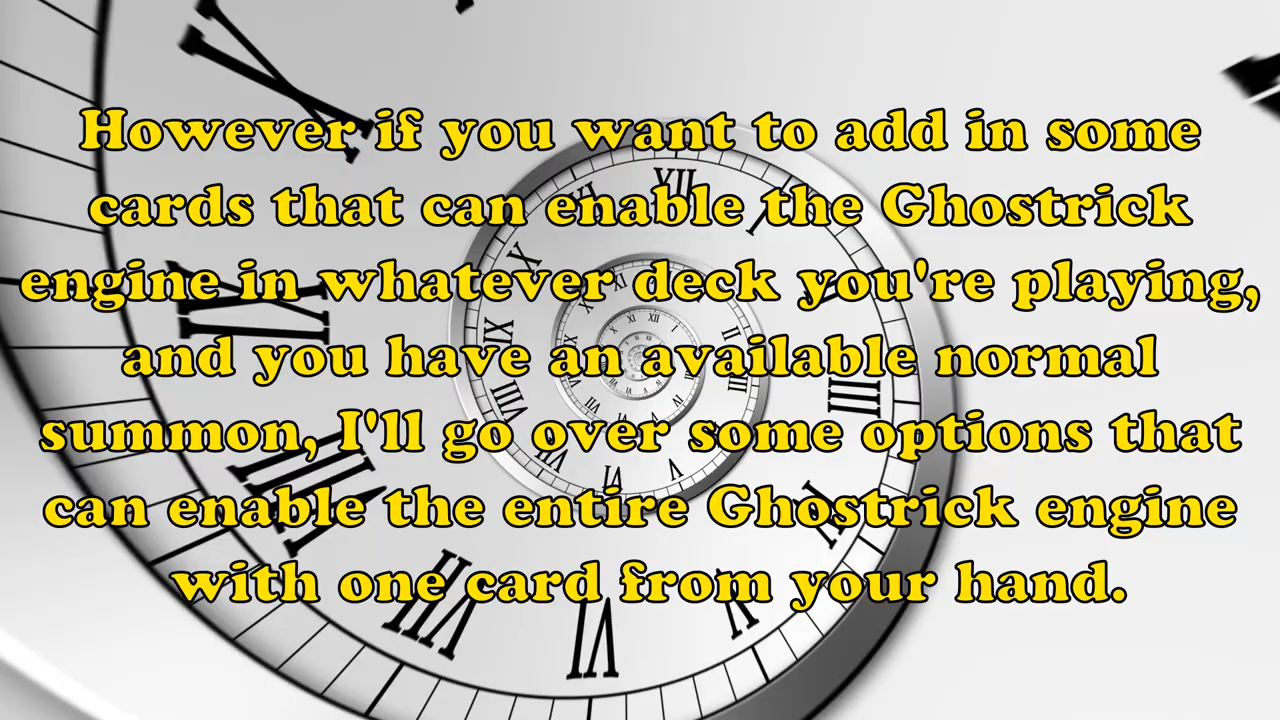 However if you want to add in some
cards that can enable the Ghostrick
engine in whatever deck you're playing,
and you have an available normal
summon, I'll go over some options that
can enable the entire Ghostrick engine
with one card from your hand.